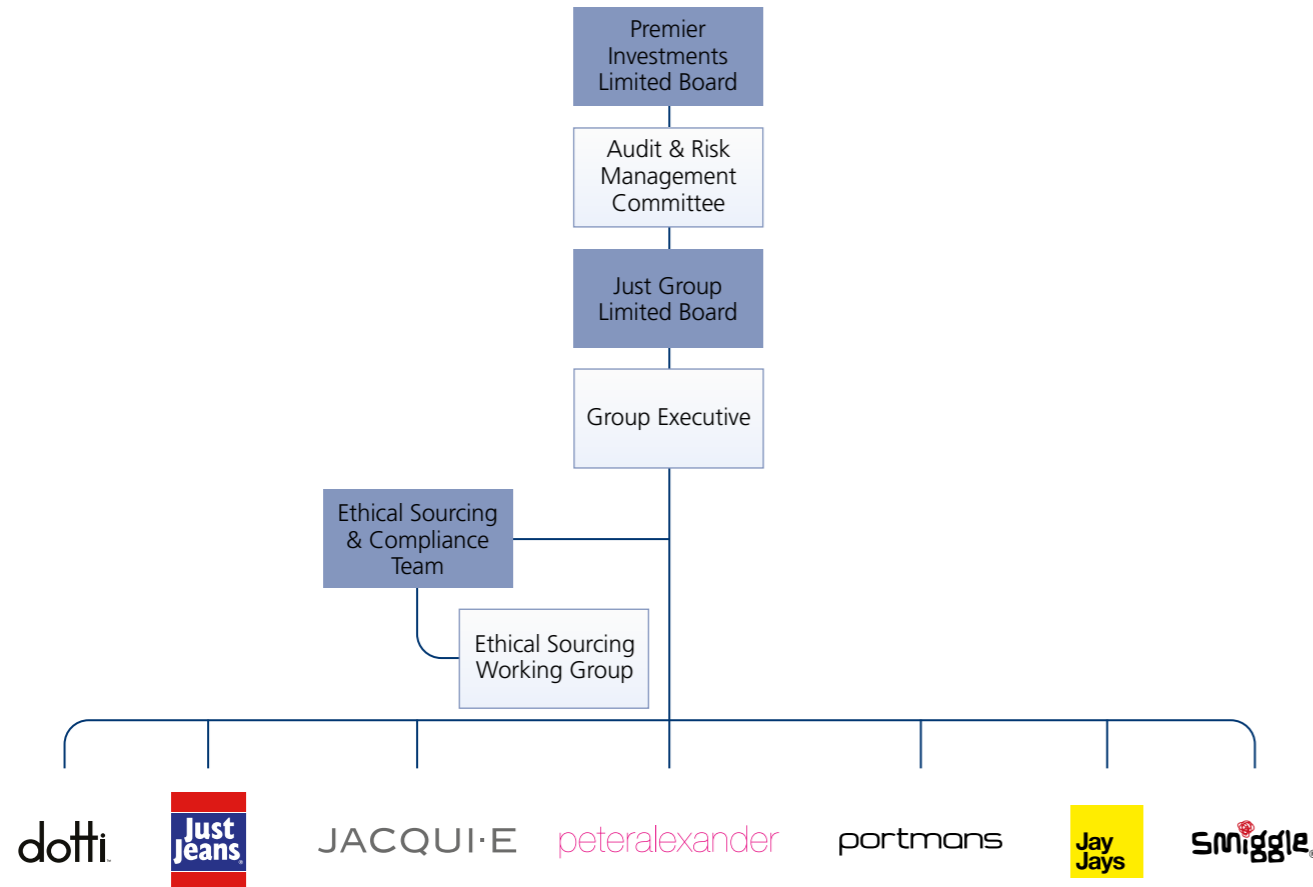 Premier
Investments
Limited Board
Audit & Risk
Management
Committee
Just Group
Limited Board
Group Executive
Ethical Sourcing
& Compliance
Team
Ethical Sourcing
Working Group
dotti™
Just
Jeans®
JACQUI·E
peteralexander
portmans
Jay
Jays
smiggle®